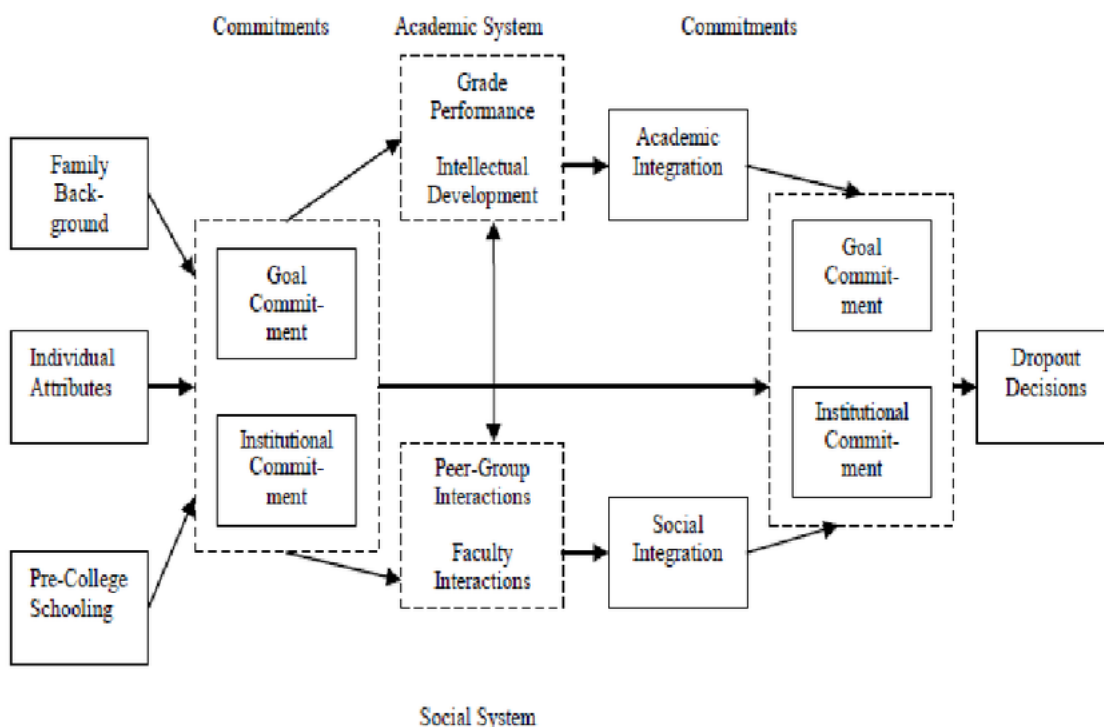 Commitments
Academic System
Commitments
Grade
Performance
Intellectual
Development
Academic
Integration
Family
Back-
ground
Goal
Commit-
ment
Goal
Commit-
ment
Individual
Attributes
Dropout
Decisions
Institutional
Commit-
ment
Institutional
Commit-
ment
Peer-Group
Interactions
Faculty
Interactions
Social
Integration
Pre-College
Schooling
Social System